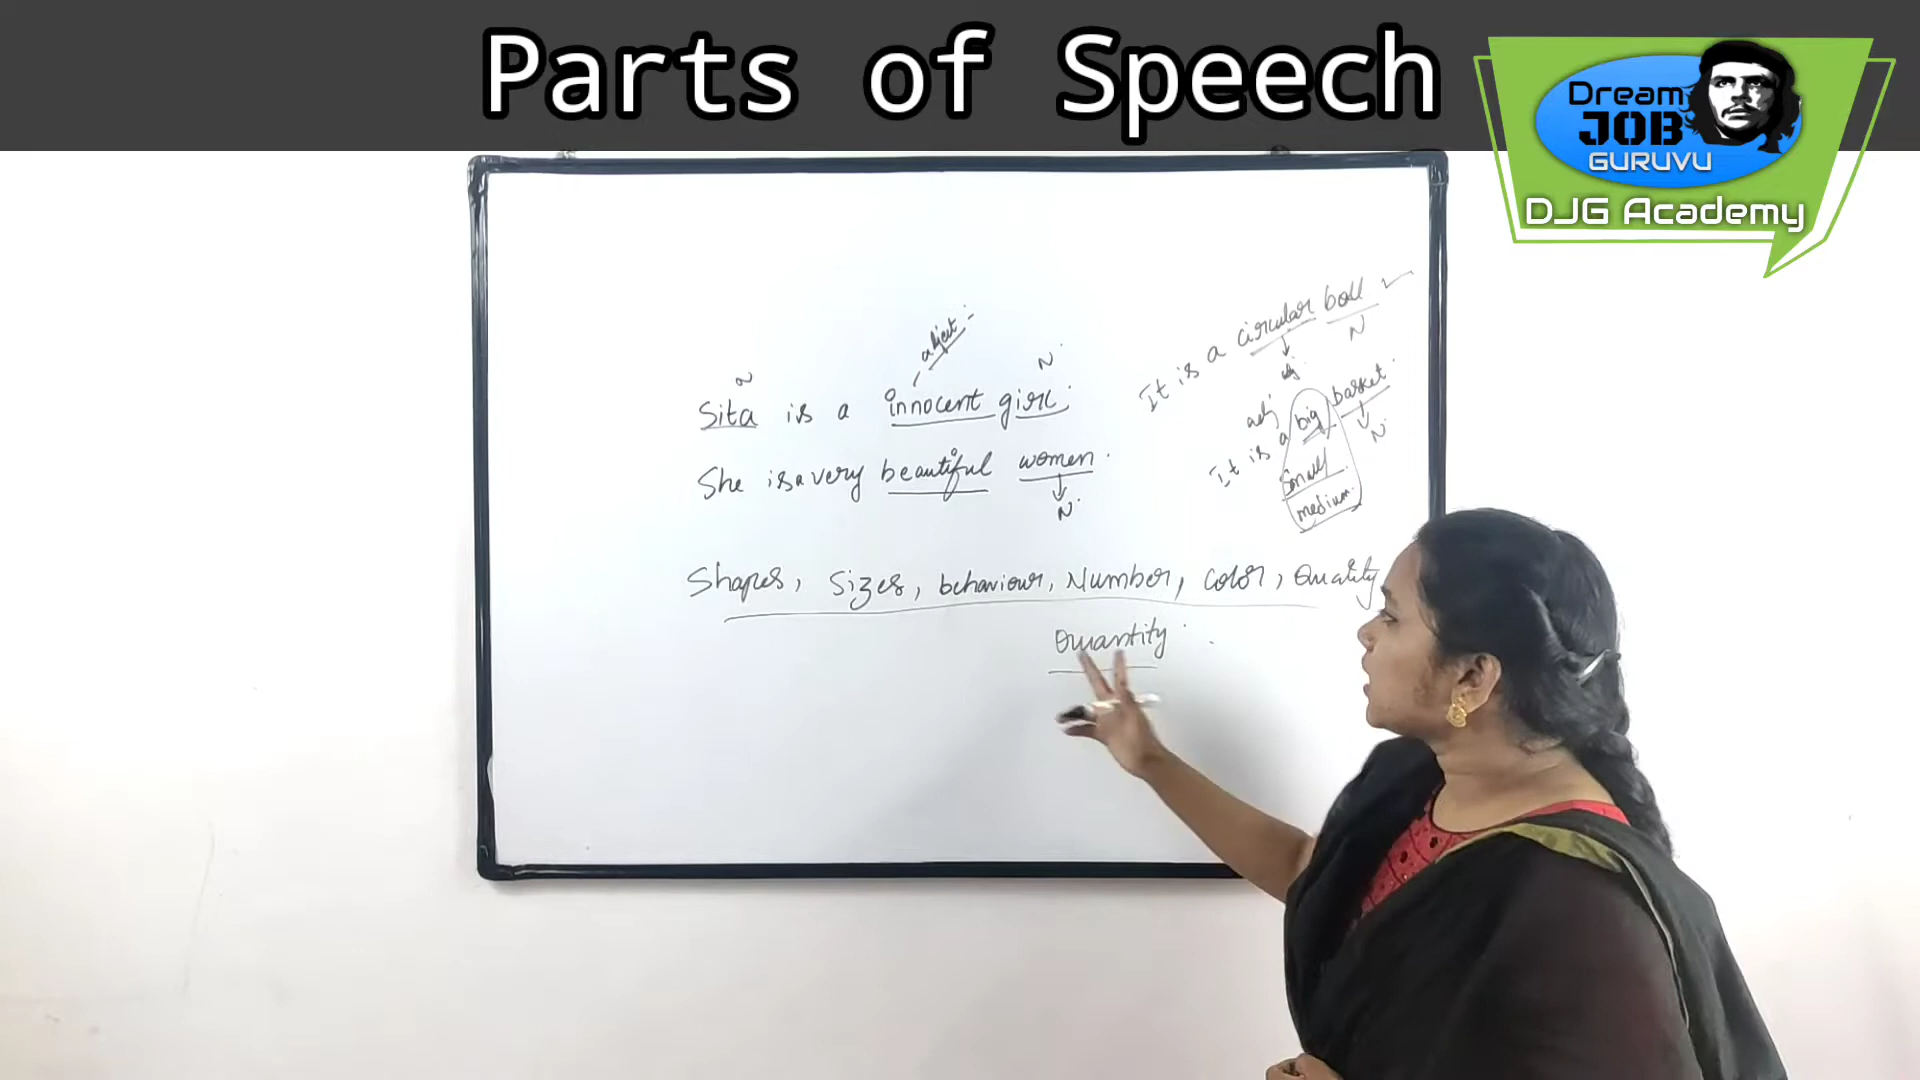 Parts of Speech
Dream
JOB
GURUVU
DJG Academy
It is a circular ball
N
adj
adject
N
N
Sita is a innocent girl.
It is a big basket.
adj
N
small
medium.
She is a very beautiful women.
N
Shapes, Sizes, behaviour, Number, Color, Quality
Quantity